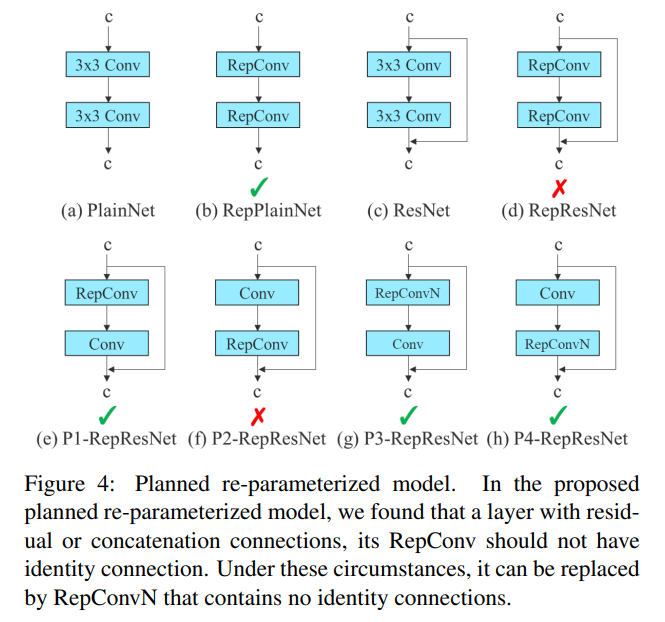 c c c c
3x3 Conv RepConv 3x3 Conv RepConv
3x3 Conv RepConv 3x3 Conv RepConv
c c c c
✓ ✗
(a) PlainNet (b) RepPlainNet (c) ResNet (d) RepResNet
c c c c
RepConv Conv RepConvN Conv
Conv RepConv Conv RepConvN
c c c c
✓ ✗ ✓ ✓
(e) P1-RepResNet (f) P2-RepResNet (g) P3-RepResNet (h) P4-RepResNet
Figure 4: Planned re-parameterized model. In the proposed
planned re-parameterized model, we found that a layer with resid-
ual or concatenation connections, its RepConv should not have
identity connection. Under these circumstances, it can be replaced
by RepConvN that contains no identity connections.